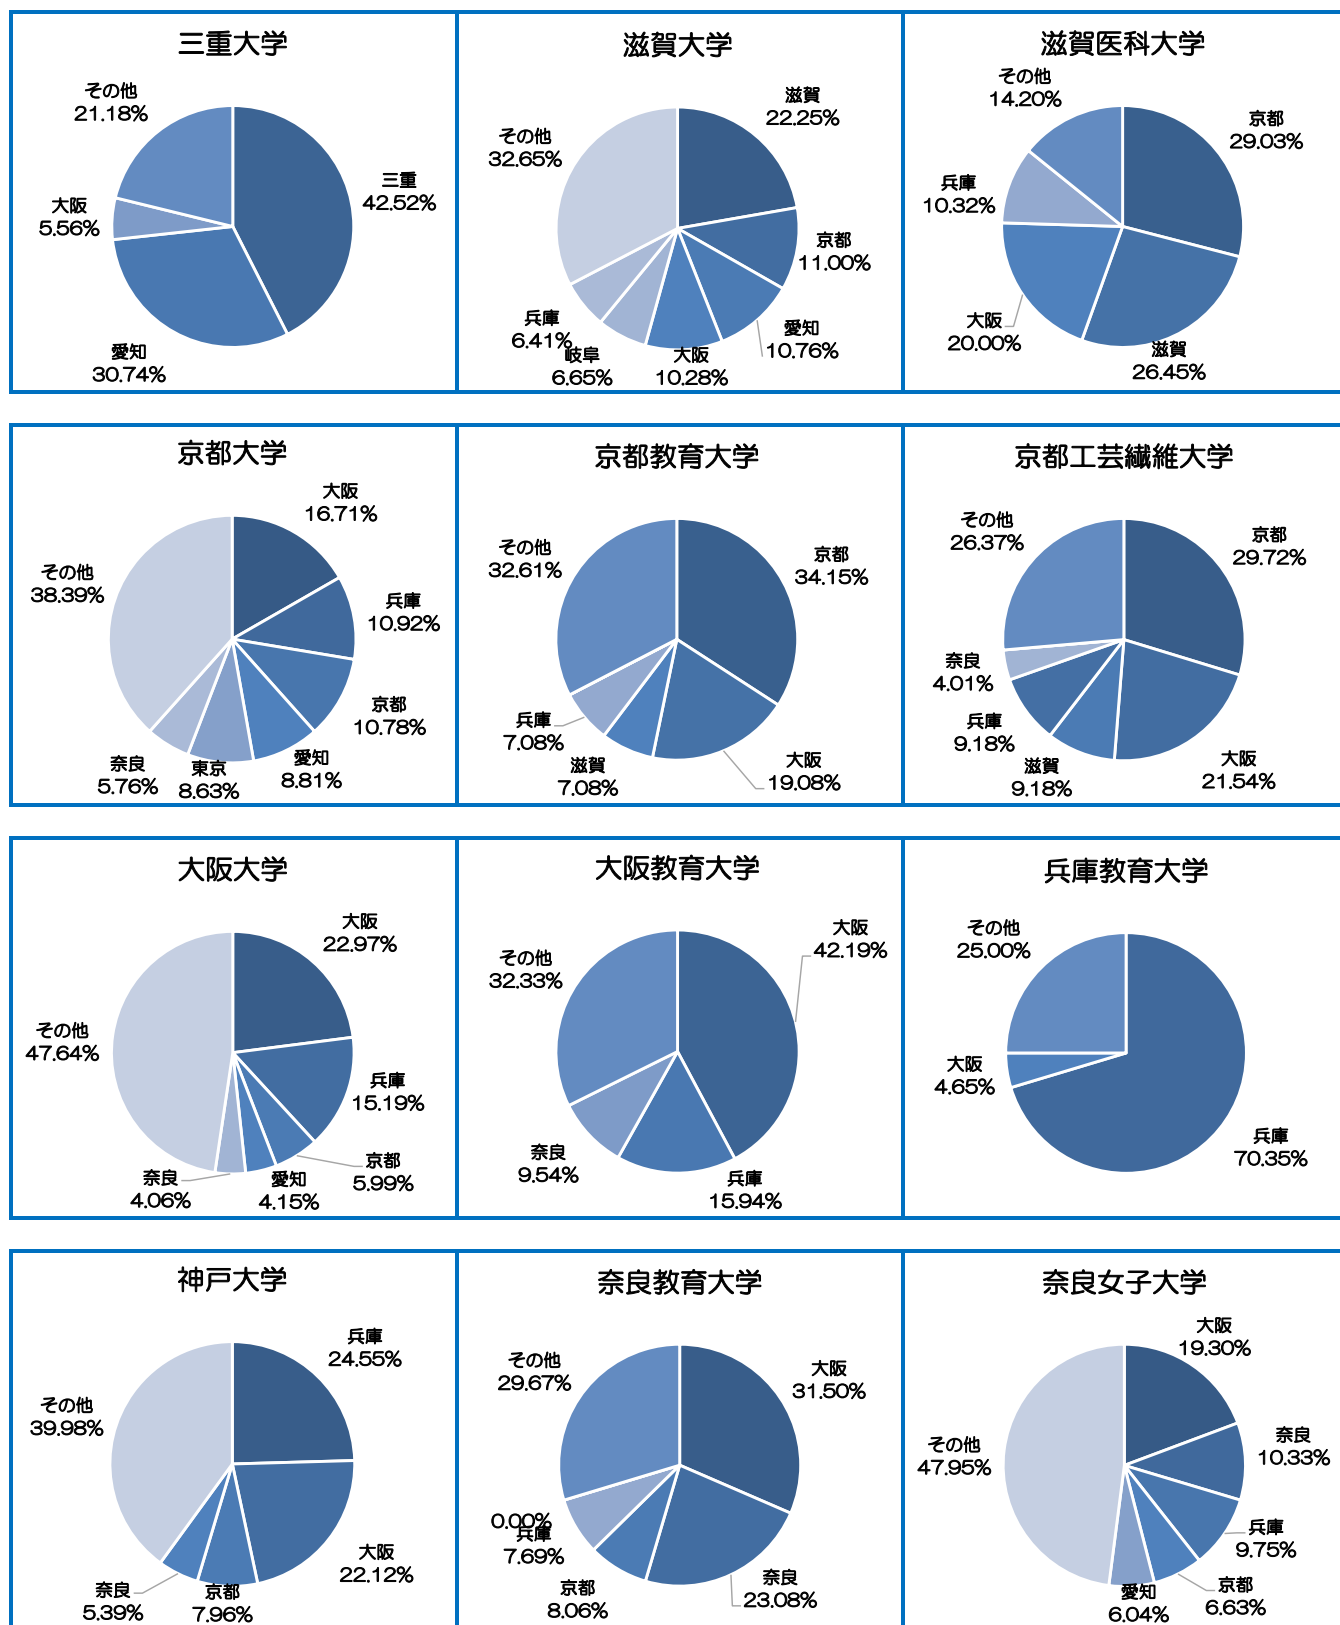 三重大学
その他
21.18%
三重
42.52%
大阪
5.56%
愛知
30.74%
滋賀大学
滋賀
22.25%
その他
32.65%
京都
11.00%
兵庫
6.41%
愛知
10.76%
岐阜
6.65%
大阪
10.28%
滋賀医科大学
その他
14.20%
京都
29.03%
兵庫
10.32%
大阪
20.00%
滋賀
26.45%
京都大学
大阪
16.71%
その他
38.39%
兵庫
10.92%
京都
10.78%
愛知
8.81%
奈良
5.76%
東京
8.63%
京都教育大学
その他
32.61%
京都
34.15%
兵庫
7.08%
滋賀
7.08%
大阪
19.08%
京都工芸繊維大学
その他
26.37%
京都
29.72%
奈良
4.01%
兵庫
9.18%
滋賀
9.18%
大阪
21.54%
大阪大学
大阪
22.97%
その他
47.64%
兵庫
15.19%
京都
5.99%
奈良
4.06%
愛知
4.15%
大阪教育大学
大阪
42.19%
その他
32.33%
奈良
9.54%
兵庫
15.94%
兵庫教育大学
その他
25.00%
大阪
4.65%
兵庫
70.35%
神戸大学
兵庫
24.55%
その他
39.98%
大阪
22.12%
奈良
5.39%
京都
7.96%
奈良教育大学
その他
29.67%
大阪
31.50%
0.00%
兵庫
7.69%
京都
8.06%
奈良
23.08%
奈良女子大学
大阪
19.30%
奈良
10.33%
その他
47.95%
兵庫
9.75%
京都
6.63%
愛知
6.04%